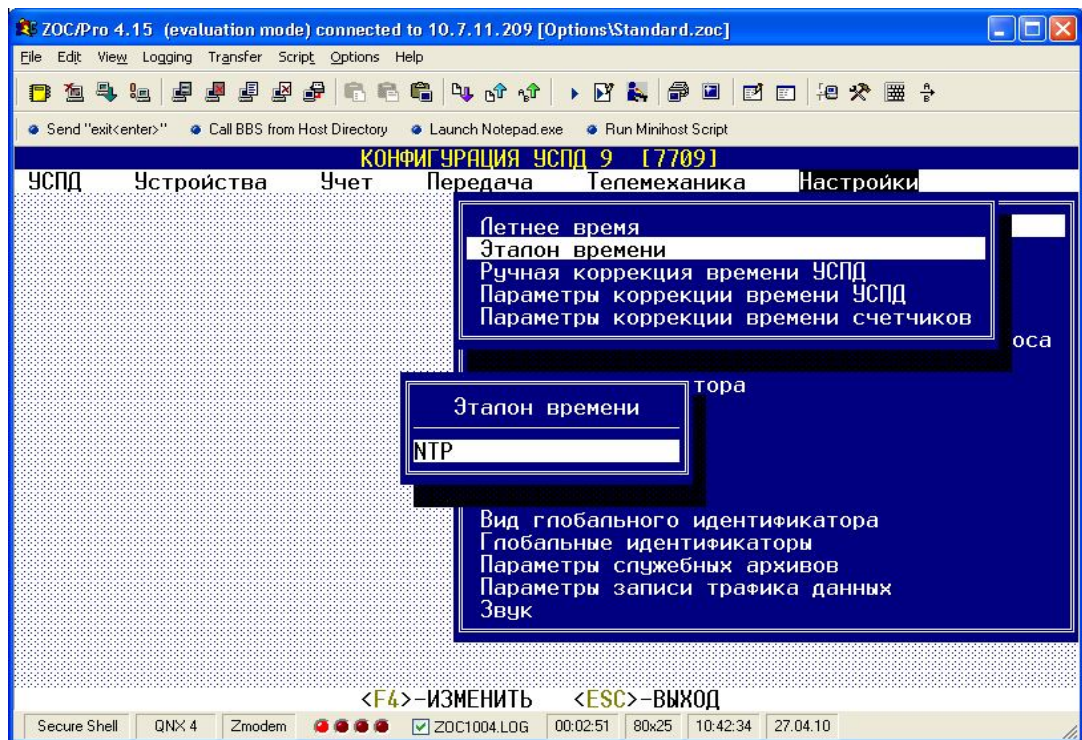 ZOC/Pro 4.15 (evaluation mode) connected to 10.7.11.209 [Options\Standard.zoc]
File Edit View Logging Transfer Script Options Help
Send "exit<enter>" Call BBS from Host Directory Launch Notepad.exe Run Minihost Script
КОНФИГУРАЦИЯ УСПД 9 [7709]
УСПД Устройства Учет Передача Телемеханика Настройки
Летнее время
Эталон времени
Ручная коррекция времени УСПД
Параметры коррекции времени УСПД
Параметры коррекции времени счетчиков
оса
тора
Эталон времени
NTP
Вид глобального идентификатора
Глобальные идентификаторы
Параметры служебных архивов
Параметры записи трафика данных
Звук
<F4>-ИЗМЕНИТЬ <ESC>-ВЫХОД
Secure Shell QNX 4 Zmodem ZOC1004.LOG 00:02:51 80x25 10:42:34 27.04.10